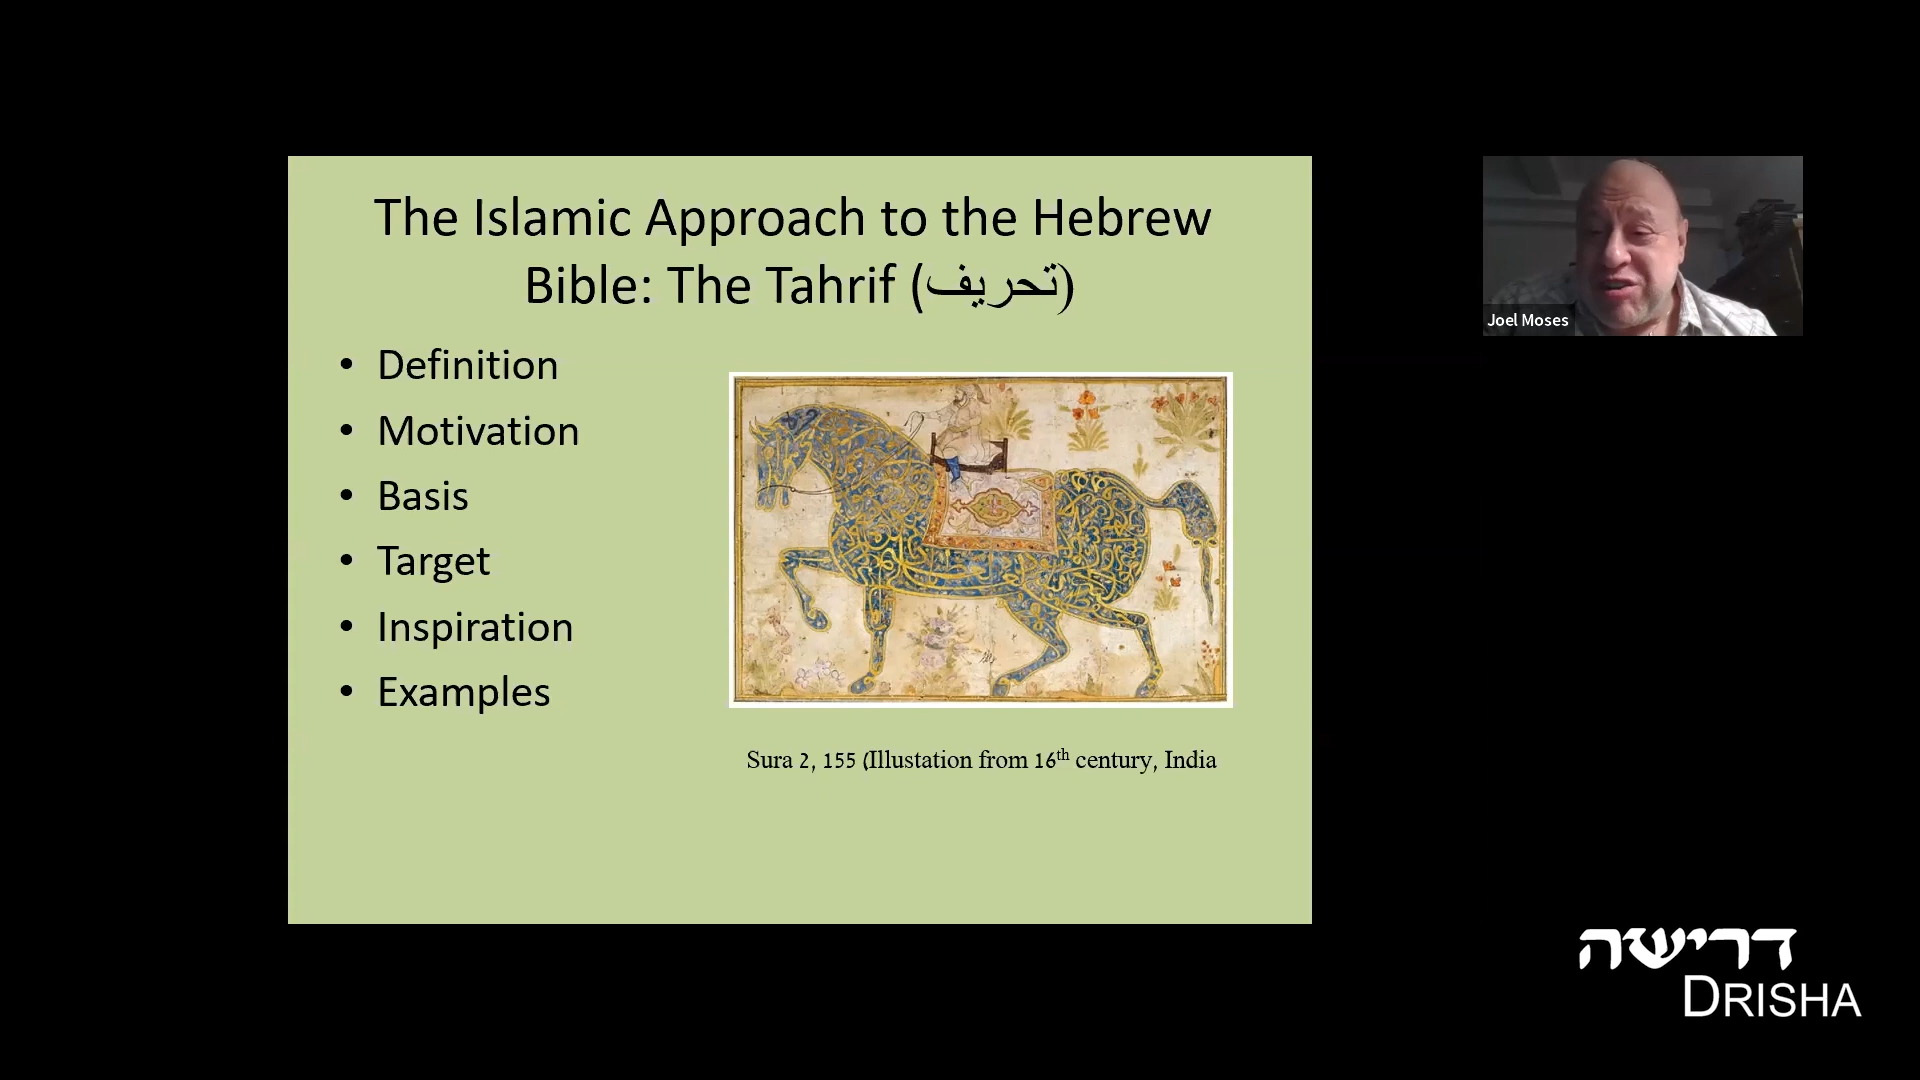 The Islamic Approach to the Hebrew
Bible: The Tahrif (تحريف)
• Definition
• Motivation
• Basis
• Target
• Inspiration
• Examples
Sura 2, 155 (Illustation from 16th century, India
Joel Moses
דרישה
DRISHA